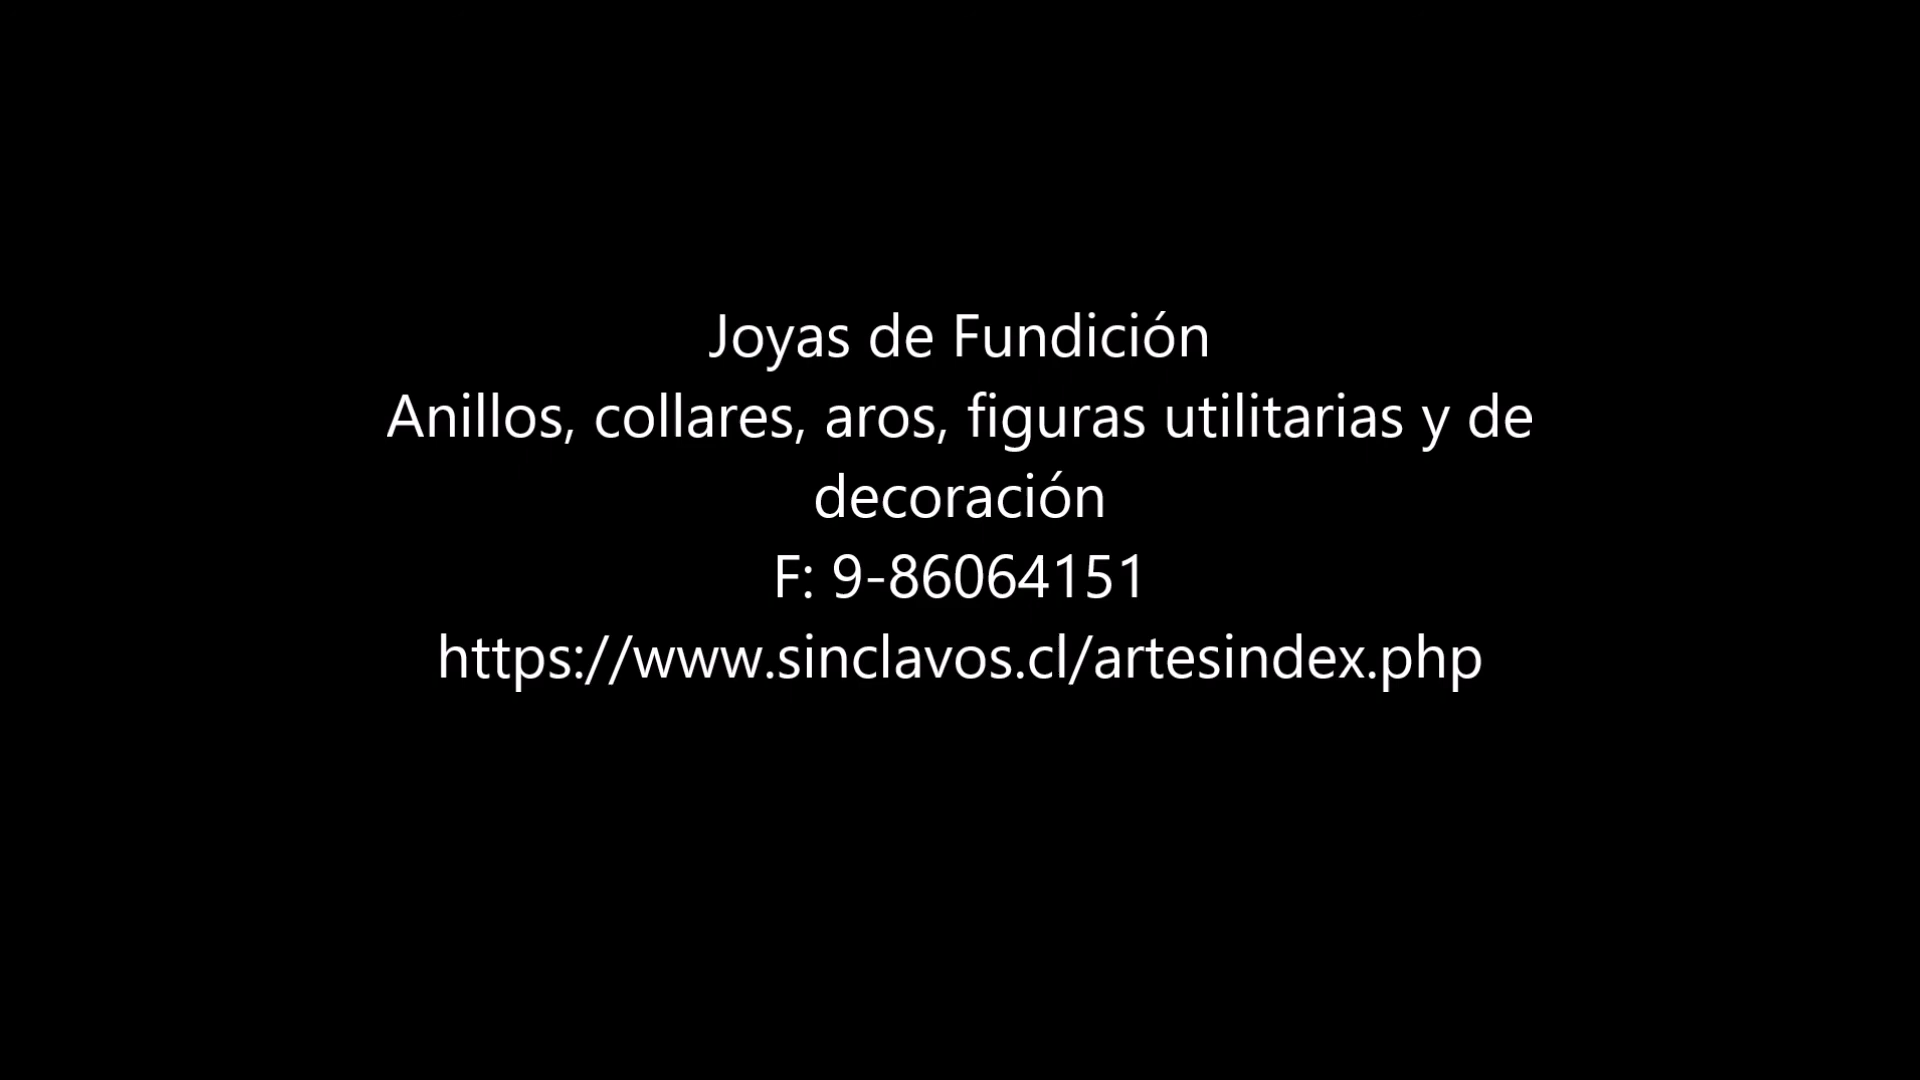 Joyas de Fundición
Anillos, collares, aros, figuras utilitarias y de
decoración
F: 9-86064151
https://www.sinclavos.cl/artesindex.php